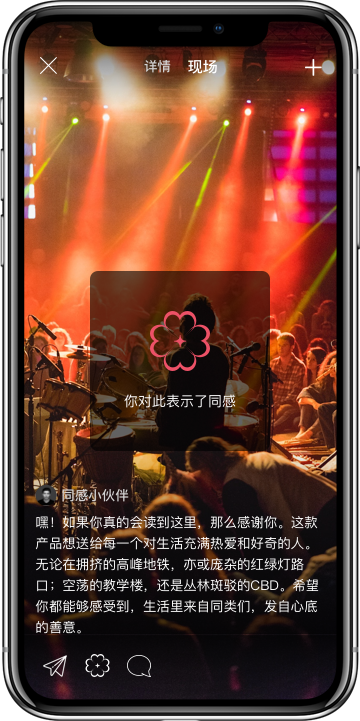 详情 现场
你对此表示了同感
同感小伙伴
嘿！如果你真的会读到这里，那么感谢你。这款
产品想送给每一个对生活充满热爱和好奇的人。
无论在拥挤的高峰地铁，亦或庞杂的红绿灯路
口；空荡的教学楼，还是丛林斑驳的CBD。希望
你都能够感受到，生活里来自同类们，发自心底
的善意。